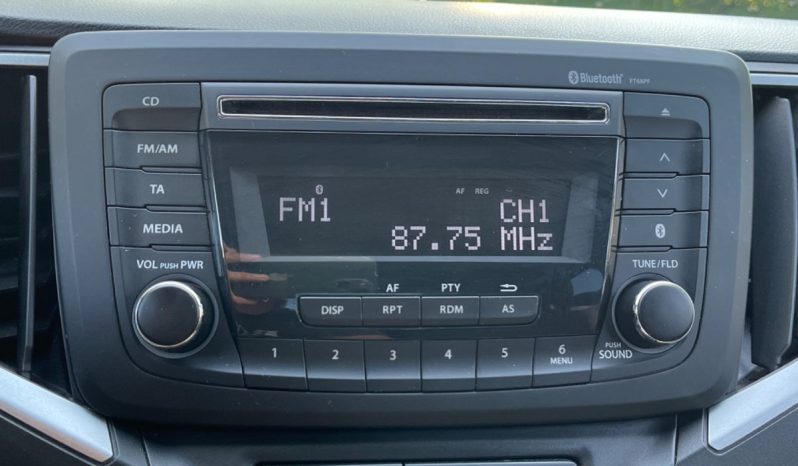 Bluetooth
CD
FM/AM
TA
MEDIA
VOL PUSH PWR
AF REG
FM1 CH1
87.75 MHz
AF PTY
DISP RPT RDM AS
1 2 3 4 5 6
MENU
TUNE/FLD
PUSH
SOUND